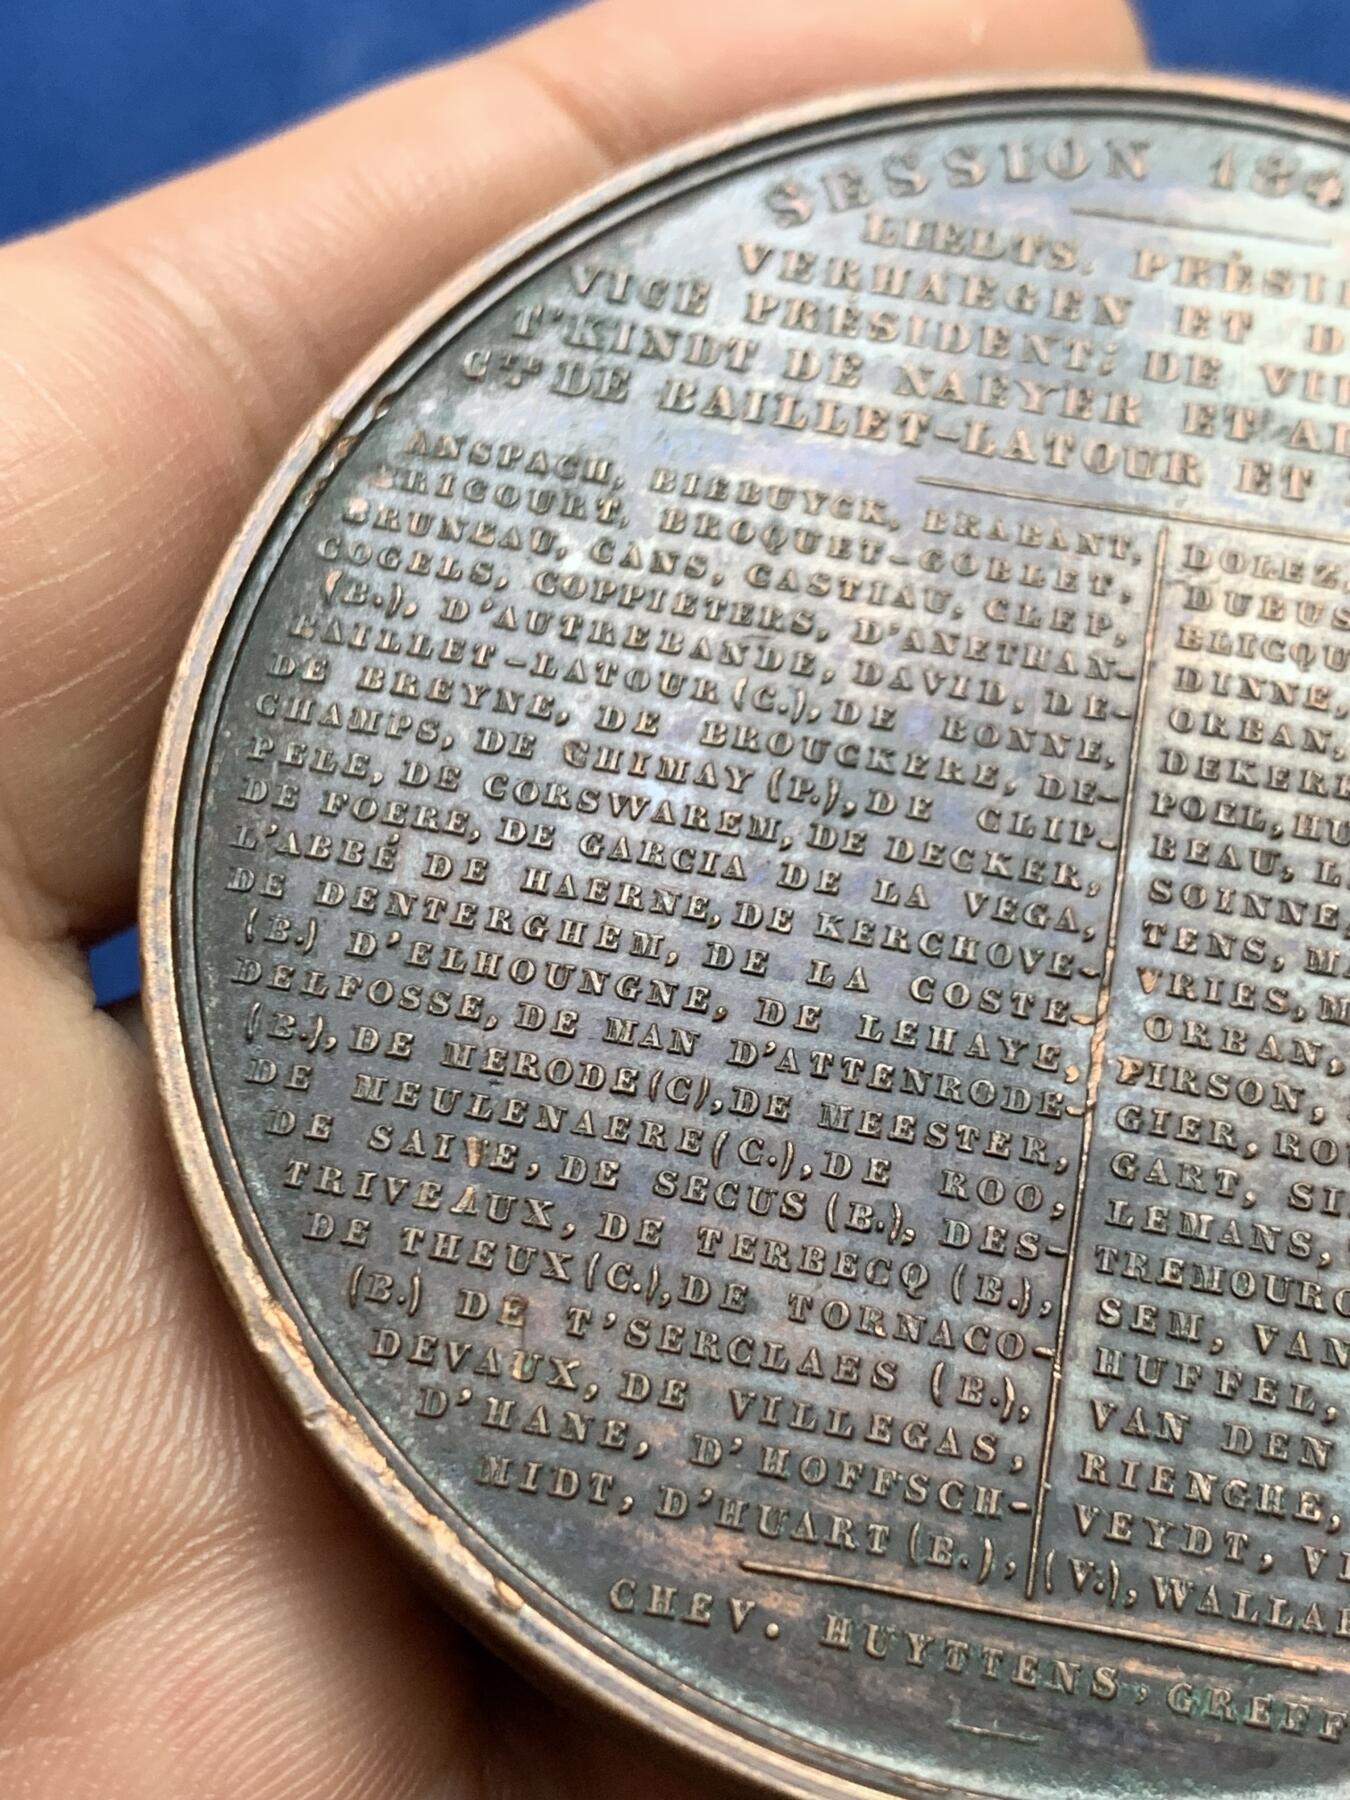 SESSION 184
LIELTS. PRÉSI
VERHAEGEN ET D
VICE PRÉSIDENT; DE VI
T'KINDT DE NAEYER ET A
CTE DE BAILLET-LATOUR ET
ANSPACH, BIEBUYCK, BRABANT,
BRICOURT, BROQUET-GOBLET,
BRUNEAU, CANS, CASTIAU, CLEP,
COGELS, COPPIETERS, D'ANETHAN-
(B.), D'AUTREBANDE, DAVID, DE-
BAILLET-LATOUR (C.), DE BONNE,
DE BREYNE, DE BROUCKERE, DE-
CHAMPS, DE CHIMAY (P.), DE CLIP-
PELE, DE CORSWAREM, DE DECKER,
DE FOERE, DE GARCIA DE LA VEGA,
L'ABBÉ DE HAERNE, DE KERCHOVE-
DE DENTERGHEM, DE LA COSTE-
(B.) D'ELHOUNGNE, DE LEHAYE,
DELFOSSE, DE MAN D'ATTENRODE-
(B.), DE MERODE (C), DE MEESTER,
DE MEULENAERE (C.), DE ROO,
DE SAIVE, DE SECUS (B.), DES-
TRIVEAUX, DE TERBECQ (B.),
DE THEUX (C.), DE TORNACO-
(B.) DE T'SERCLAES (B.),
DEVAUX, DE VILLEGAS,
D'HANE, D'HOFFSCH-
MIDT, D'HUART (B.),
DOLEZ
DUBUS
ELICQU
DINNE,
ORBAN,
DEKER
POEL, HU
BEAU, L
SOINNE
TENS, MA
VRIES, M
ORBAN,
PIRSON,
GIER, RO
GART, SI
LEMANS,
TREMOURO
SEM, VAN
HUFFEL,
VAN DEN
RIENGHE,
VEYDT, V
(V.), WALLA
CHEV. HUYTTENS, GREFF